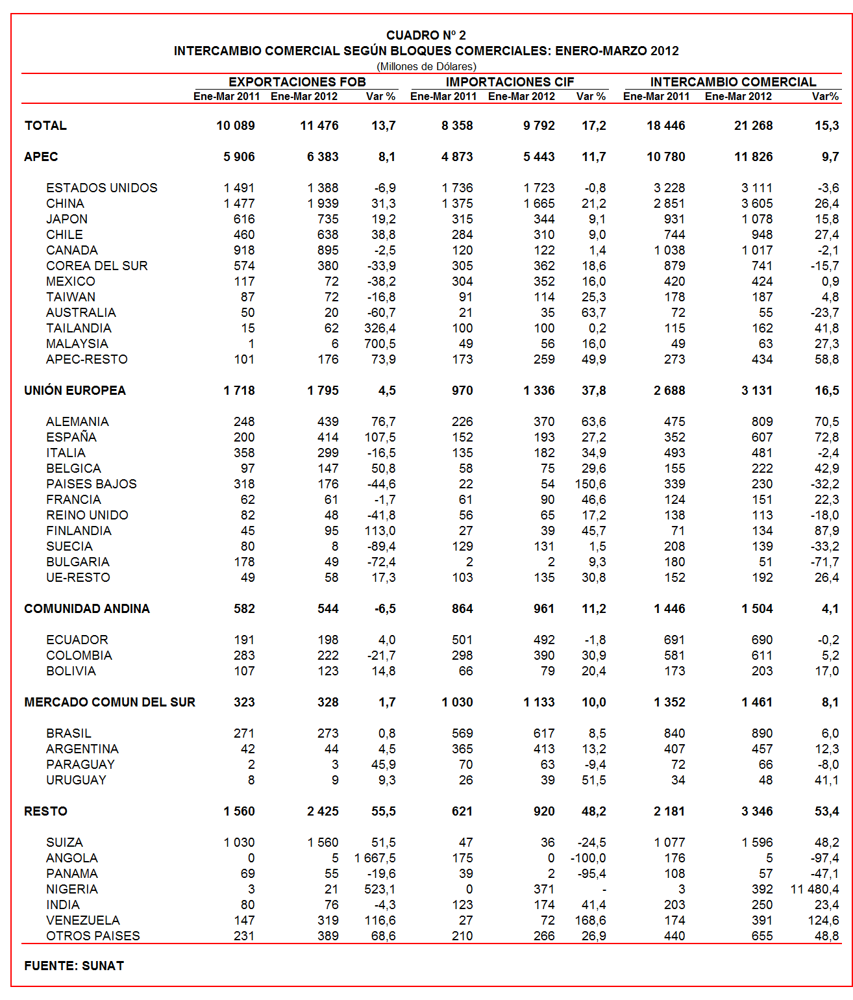 CUADRO Nº 2
INTERCAMBIO COMERCIAL SEGÚN BLOQUES COMERCIALES: ENERO-MARZO 2012
(Millones de Dólares)
EXPORTACIONES FOB IMPORTACIONES CIF INTERCAMBIO COMERCIAL
Ene-Mar 2011 Ene-Mar 2012 Var % Ene-Mar 2011 Ene-Mar 2012 Var % Ene-Mar 2011 Ene-Mar 2012 Var%
TOTAL 10 089 11 476 13,7 8 358 9 792 17,2 18 446 21 268 15,3
APEC 5 906 6 383 8,1 4 873 5 443 11,7 10 780 11 826 9,7
ESTADOS UNIDOS 1 491 1 388 -6,9 1 736 1 723 -0,8 3 228 3 111 -3,6
CHINA 1 477 1 939 31,3 1 375 1 665 21,2 2 851 3 605 26,4
JAPON 616 735 19,2 315 344 9,1 931 1 078 15,8
CHILE 460 638 38,8 284 310 9,0 744 948 27,4
CANADA 918 895 -2,5 120 122 1,4 1 038 1 017 -2,1
COREA DEL SUR 574 380 -33,9 305 362 18,6 879 741 -15,7
MEXICO 117 72 -38,2 304 352 16,0 420 424 0,9
TAIWAN 87 72 -16,8 91 114 25,3 178 187 4,8
AUSTRALIA 50 20 -60,7 21 35 63,7 72 55 -23,7
TAILANDIA 15 62 326,4 100 100 0,2 115 162 41,8
MALAYSIA 1 6 700,5 49 56 16,0 49 63 27,3
APEC-RESTO 101 176 73,9 173 259 49,9 273 434 58,8
UNIÓN EUROPEA 1 718 1 795 4,5 970 1 336 37,8 2 688 3 131 16,5
ALEMANIA 248 439 76,7 226 370 63,6 475 809 70,5
ESPAÑA 200 414 107,5 152 193 27,2 352 607 72,8
ITALIA 358 299 -16,5 135 182 34,9 493 481 -2,4
BELGICA 97 147 50,8 58 75 29,6 155 222 42,9
PAISES BAJOS 318 176 -44,6 22 54 150,6 339 230 -32,2
FRANCIA 62 61 -1,7 61 90 46,6 124 151 22,3
REINO UNIDO 82 48 -41,8 56 65 17,2 138 113 -18,0
FINLANDIA 45 95 113,0 27 39 45,7 71 134 87,9
SUECIA 80 8 -89,4 129 131 1,5 208 139 -33,2
BULGARIA 178 49 -72,4 2 2 9,3 180 51 -71,7
UE-RESTO 49 58 17,3 103 135 30,8 152 192 26,4
COMUNIDAD ANDINA 582 544 -6,5 864 961 11,2 1 446 1 504 4,1
ECUADOR 191 198 4,0 501 492 -1,8 691 690 -0,2
COLOMBIA 283 222 -21,7 298 390 30,9 581 611 5,2
BOLIVIA 107 123 14,8 66 79 20,4 173 203 17,0
MERCADO COMUN DEL SUR 323 328 1,7 1 030 1 133 10,0 1 352 1 461 8,1
BRASIL 271 273 0,8 569 617 8,5 840 890 6,0
ARGENTINA 42 44 4,5 365 413 13,2 407 457 12,3
PARAGUAY 2 3 45,9 70 63 -9,4 72 66 -8,0
URUGUAY 8 9 9,3 26 39 51,5 34 48 41,1
RESTO 1 560 2 425 55,5 621 920 48,2 2 181 3 346 53,4
SUIZA 1 030 1 560 51,5 47 36 -24,5 1 077 1 596 48,2
ANGOLA 0 5 1 667,5 175 0 -100,0 176 5 -97,4
PANAMA 69 55 -19,6 39 2 -95,4 108 57 -47,1
NIGERIA 3 21 523,1 0 371 - 3 392 11 480,4
INDIA 80 76 -4,3 123 174 41,4 203 250 23,4
VENEZUELA 147 319 116,6 27 72 168,6 174 391 124,6
OTROS PAISES 231 389 68,6 210 266 26,9 440 655 48,8
FUENTE: SUNAT